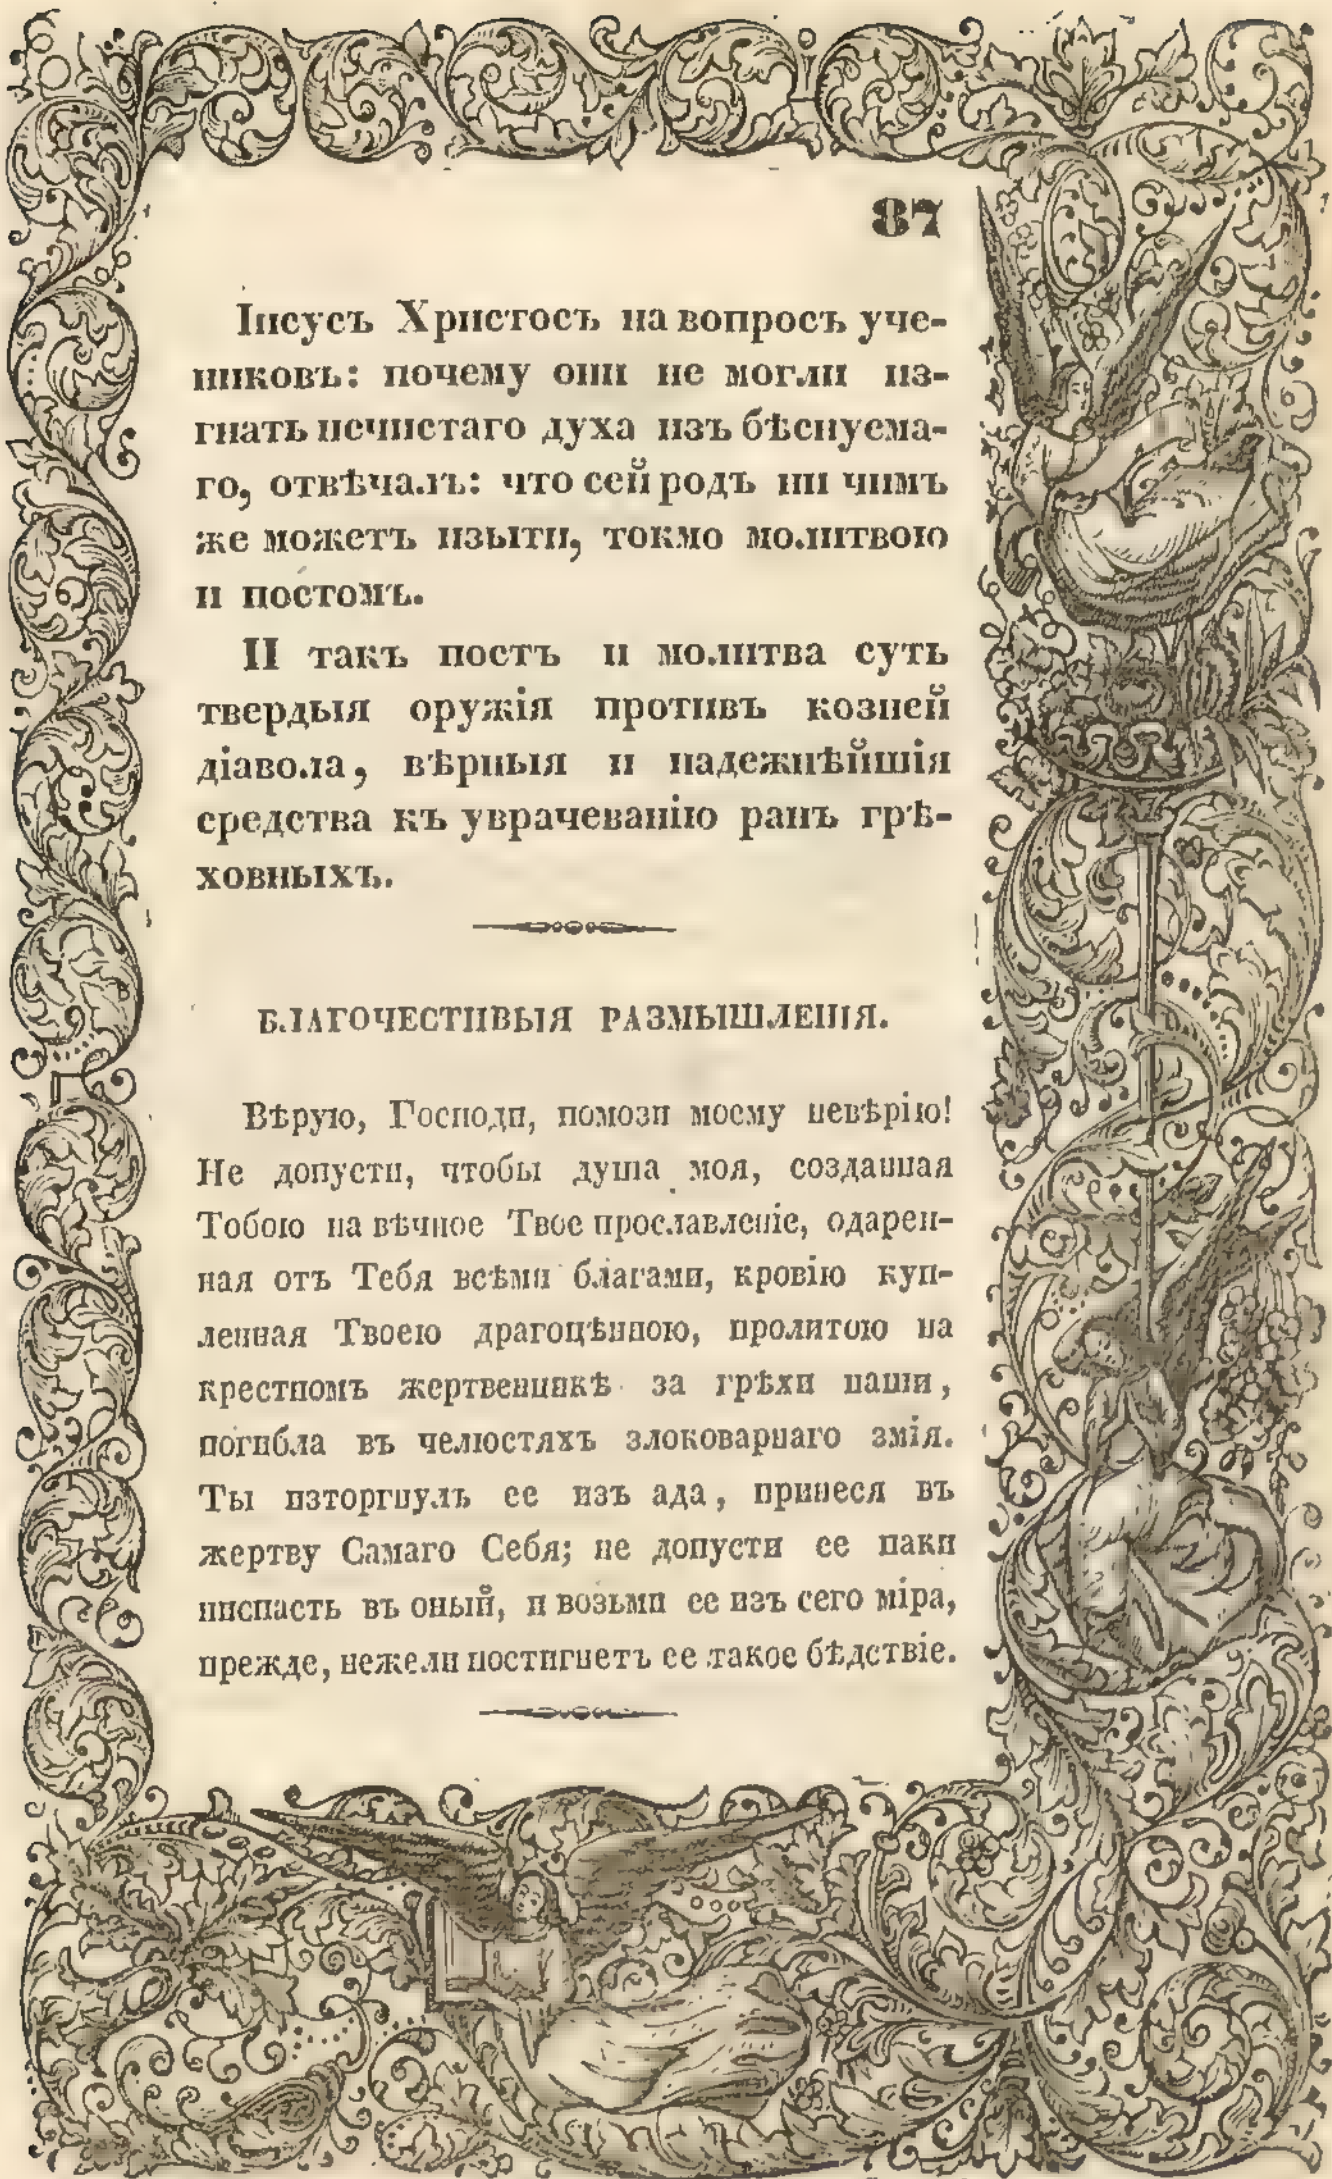 87
Іисусъ Христосъ на вопросъ уче-
никовъ: почему они не могли из-
гнать нечистаго духа изъ бѣснуема-
го, отвѣчалъ: что сей родъ ни чимъ
же можетъ изыти, токмо молитвою
и постомъ.
И такъ постъ и молитва суть
твердыя оружія противъ козней
діавола, вѣрныя и надежнѣйшія
средства къ уврачеванію ранъ грѣ-
ховныхъ.
БЛАГОЧЕСТИВЫЯ РАЗМЫШЛЕНІЯ.
Вѣрую, Господи, помози моему невѣрію!
Не допусти, чтобы душа моя, созданная
Тобою на вѣчное Твое прославленіе, одарен-
ная отъ Тебя всѣми благами, кровію куп-
ленная Твоею драгоцѣнною, пролитою на
крестномъ жертвенникѣ за грѣхи наши,
погибла въ челюстяхъ злоковарнаго змія.
Ты изторгнулъ ее изъ ада, принеся въ
жертву Самаго Себя; не допусти ее паки
ниспасть въ оный, и возьми ее изъ сего міра,
прежде, нежели постигнетъ ее такое бѣдствіе.